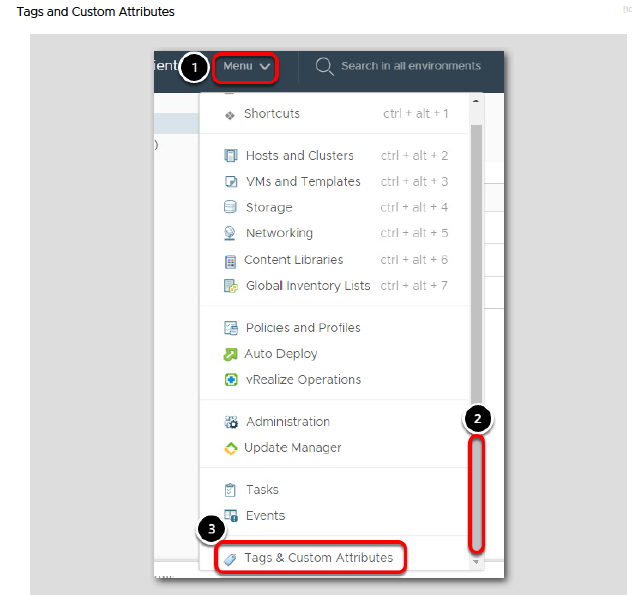 Tags and Custom Attributes
ient
1
Menu
Search in all environments
Shortcuts ctrl + alt + 1
)
Hosts and Clusters ctrl + alt + 2
VMs and Templates ctrl + alt + 3
Storage ctrl + alt + 4
Networking ctrl + alt + 5
Content Libraries ctrl + alt + 6
Global Inventory Lists ctrl + alt + 7
Policies and Profiles
Auto Deploy
vRealize Operations
2
Administration
Update Manager
Tasks
Events
3
Tags & Custom Attributes